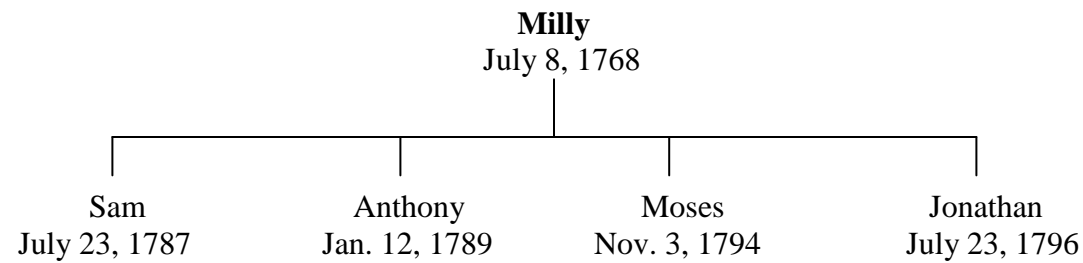 Milly
July 8, 1768
Sam Anthony Moses Jonathan
July 23, 1787 Jan. 12, 1789 Nov. 3, 1794 July 23, 1796